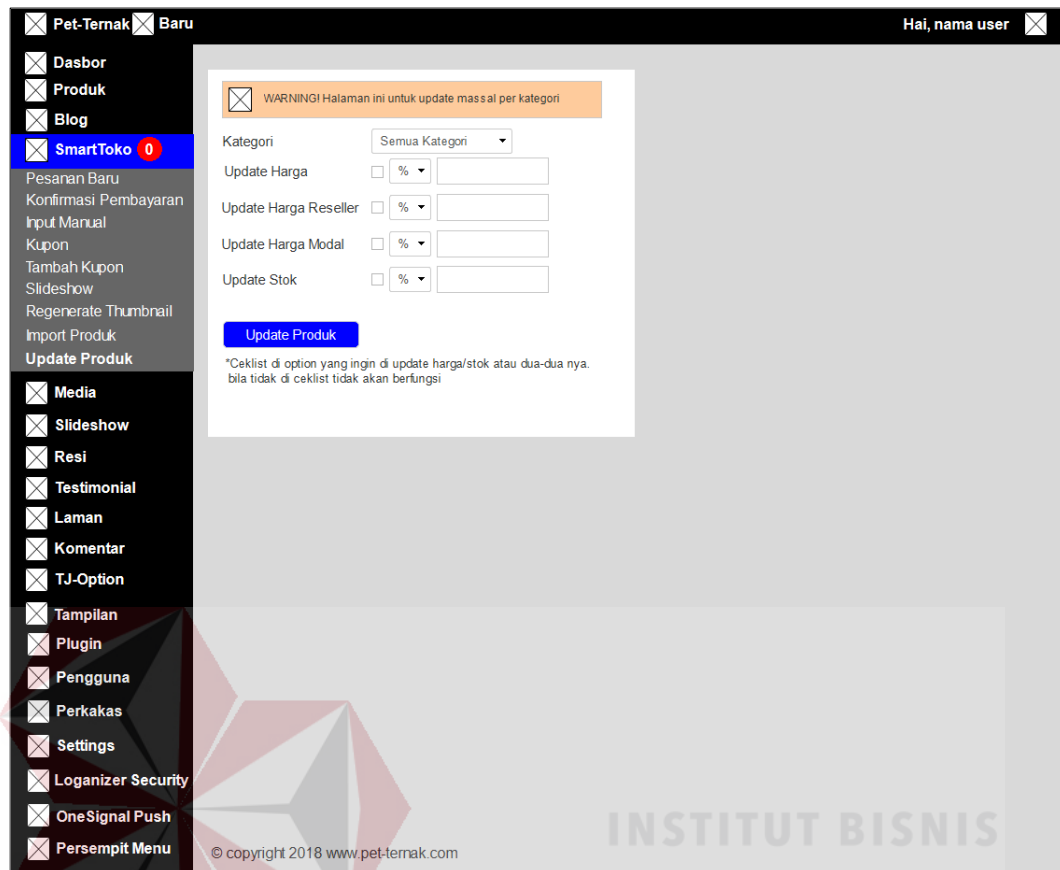 Pet-Ternak Baru
Hai, nama user
Dasbor
Produk
Blog
SmartToko 0
Pesanan Baru
Konfirmasi Pembayaran
Input Manual
Kupon
Tambah Kupon
Slideshow
Regenerate Thumbnail
Import Produk
Update Produk
Media
Slideshow
Resi
Testimonial
Laman
Komentar
TJ-Option
Tampilan
Plugin
Pengguna
Perkakas
Settings
Loganizer Security
OneSignal Push
Persempit Menu
WARNING! Halaman ini untuk update massal per kategori
Kategori Semua Kategori
Update Harga %
Update Harga Reseller %
Update Harga Modal %
Update Stok %
Update Produk
*Ceklist di option yang ingin di update harga/stok atau dua-dua nya.
bila tidak di ceklist tidak akan berfungsi
© copyright 2018 www.pet-ternak.com
INSTITUT BISNIS